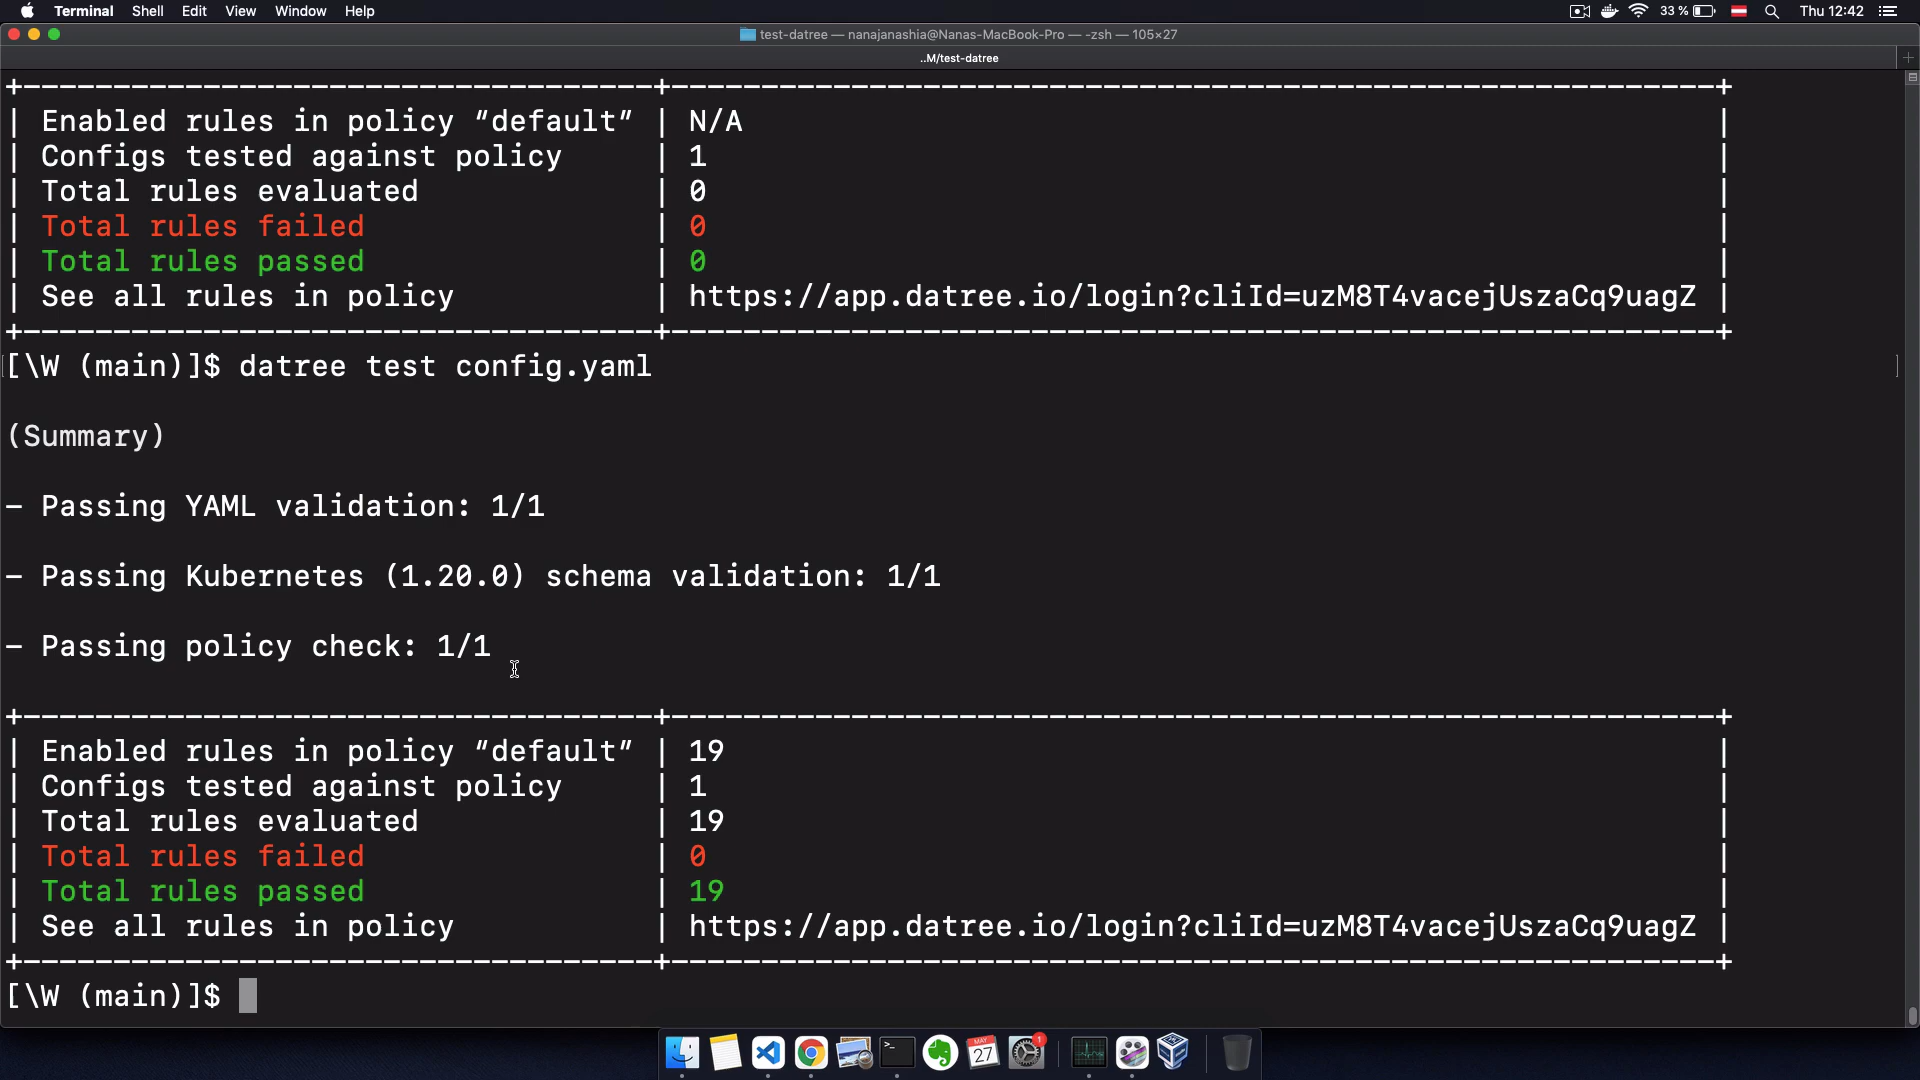 Terminal Shell Edit View Window Help 33 % Thu 12:42
test-datree — nanajanashia@Nanas-MacBook-Pro — -zsh — 105×27
..M/test-datree
Enabled rules in policy “default” | N/A
Configs tested against policy | 1
Total rules evaluated | 0
Total rules failed | 0
Total rules passed | 0
See all rules in policy | https://app.datree.io/login?cliId=uzM8T4vacejUszaCq9uagZ
[\W (main)]$ datree test config.yaml
(Summary)
- Passing YAML validation: 1/1
- Passing Kubernetes (1.20.0) schema validation: 1/1
- Passing policy check: 1/1
Enabled rules in policy “default” | 19
Configs tested against policy | 1
Total rules evaluated | 19
Total rules failed | 0
Total rules passed | 19
See all rules in policy | https://app.datree.io/login?cliId=uzM8T4vacejUszaCq9uagZ
[\W (main)]$
MAY
27
1